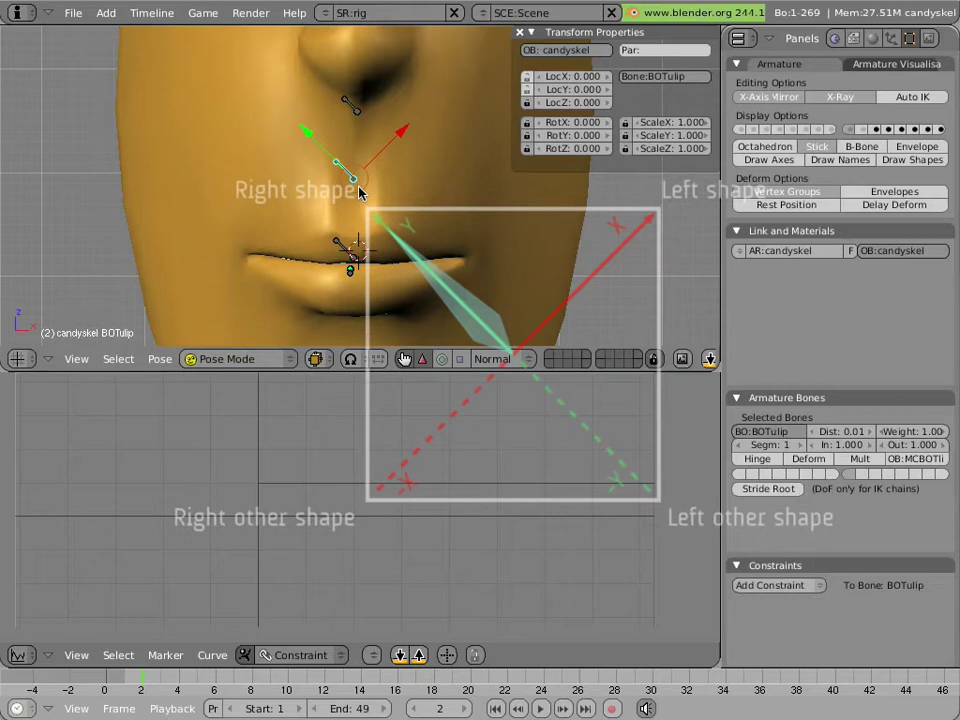 File Add Timeline Game Render Help SR:rig SCE:Scene www.blender.org 244.1 Bo:1-269 | Mem:27.51M candyskel
Transform Properties
OB: candyskel Par:
LocX: 0.000 Bone:BOTulip
LocY: 0.000
LocZ: 0.000
RotX: 0.000 ScaleX: 1.000
RotY: 0.000 ScaleY: 1.000
RotZ: 0.000 ScaleZ: 1.000
Right shape
Left shape
Y
X
-X
-Y
Right other shape
Left other shape
z
x
(2) candyskel BOTulip
View Select Pose Pose Mode Normal
View Select Marker Curve Constraint
-4 -2 0 2 4 6 8 10 12 14 16 18 20 22 24 26 28 30 32 34 36 38 40 42 44 46
View Frame Playback Pr Start: 1 End: 49 2
Panels
Armature Armature Visualisa
Editing Options
X-Axis Mirror X-Ray Auto IK
Display Options
Octahedron Stick B-Bone Envelope
Draw Axes Draw Names Draw Shapes
Deform Options
Vertex Groups Envelopes
Rest Position Delay Deform
Link and Materials
AR:candyskel F OB:candyskel
Armature Bones
Selected Bones
BO:BOTulip Dist: 0.01 Weight: 1.00
Segm: 1 In: 1.000 Out: 1.000
Hinge Deform Mult OB:MCBOTli
Stride Root (DoF only for IK chains)
Constraints
Add Constraint To Bone: BOTulip